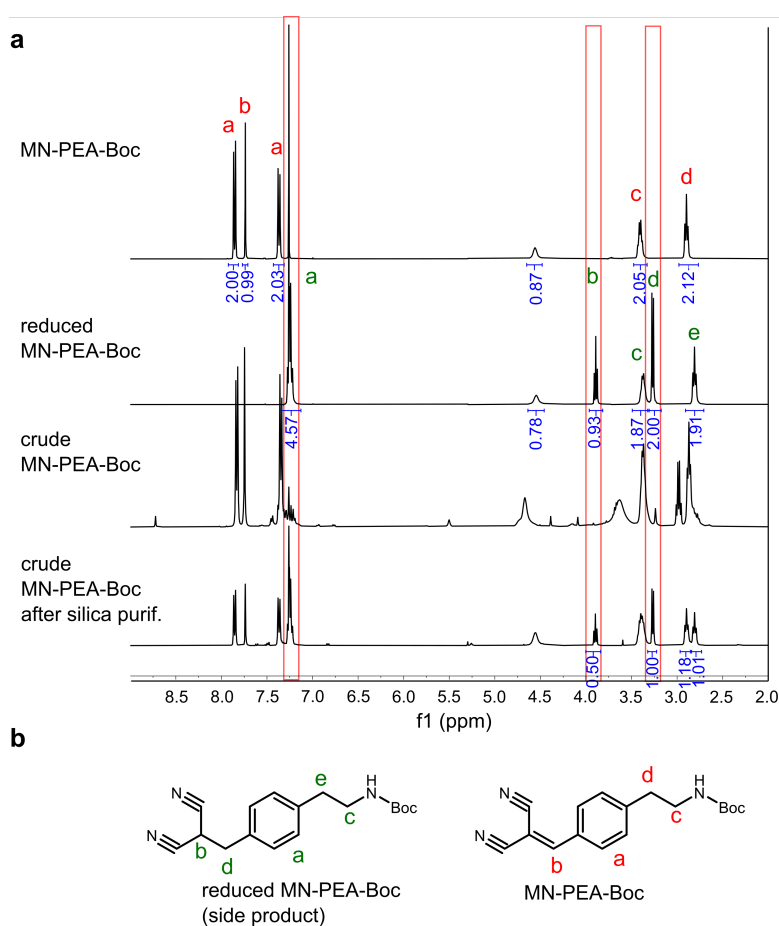 a
b
a
a
MN-PEA-Boc
c
d
2.00
0.99
2.03
0.87
2.05
2.12
a
b
d
reduced
MN-PEA-Boc
c
e
4.57
0.78
0.93
1.87
2.00
1.91
crude
MN-PEA-Boc
crude
MN-PEA-Boc
after silica purif.
0.50
1.00
1.18
1.01
8.5 8.0 7.5 7.0 6.5 6.0 5.5 5.0 4.5 4.0 3.5 3.0 2.5 2.0
f1 (ppm)
b
N
N
b
d
a
e
c
H
N
Boc
reduced MN-PEA-Boc
(side product)
N
N
b
a
d
c
H
N
Boc
MN-PEA-Boc